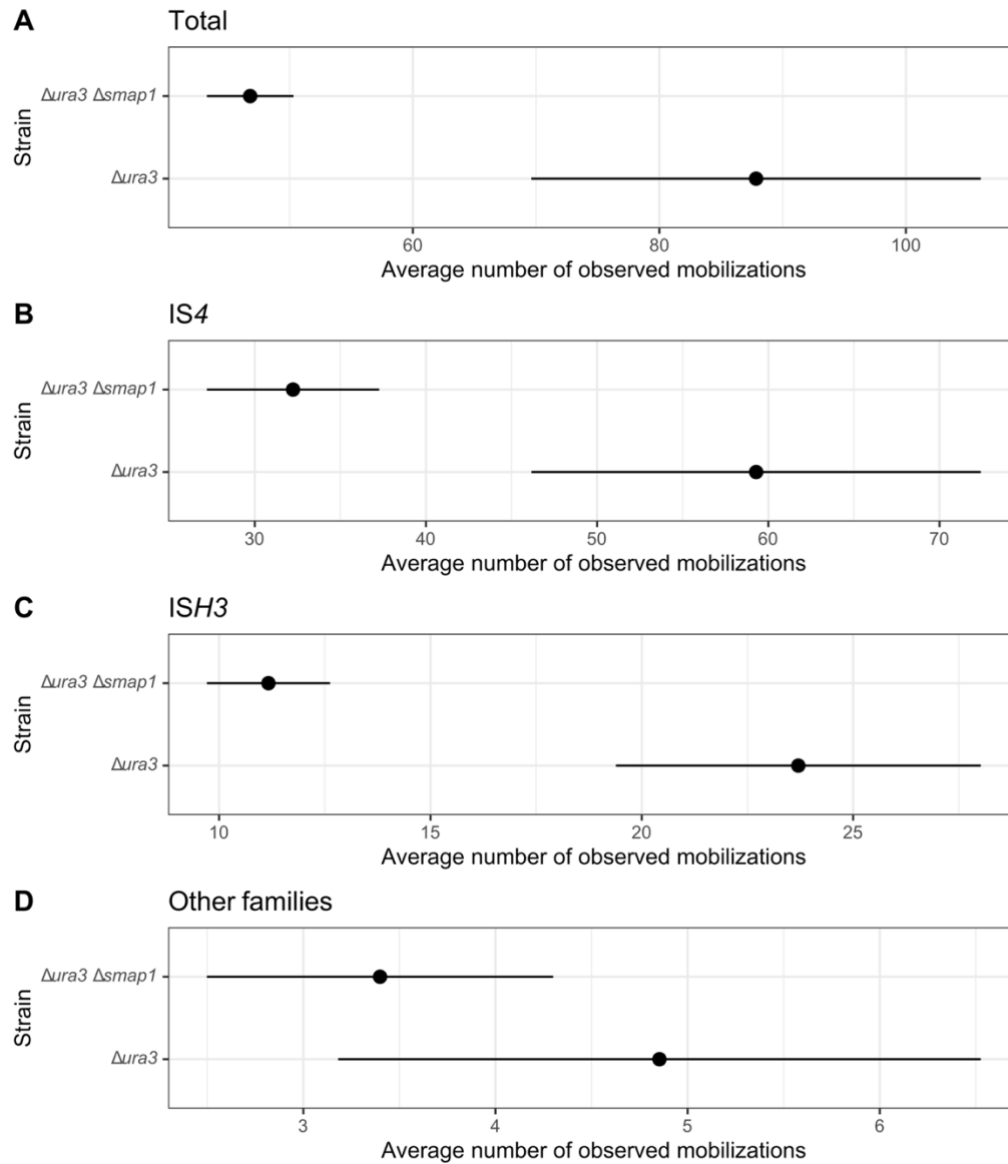 A Total
Δura3 Δsmap1
Δura3
Strain
60 80 100
Average number of observed mobilizations
B IS4
Δura3 Δsmap1
Δura3
Strain
30 40 50 60 70
Average number of observed mobilizations
C ISH3
Δura3 Δsmap1
Δura3
Strain
10 15 20 25
Average number of observed mobilizations
D Other families
Δura3 Δsmap1
Δura3
Strain
3 4 5 6
Average number of observed mobilizations